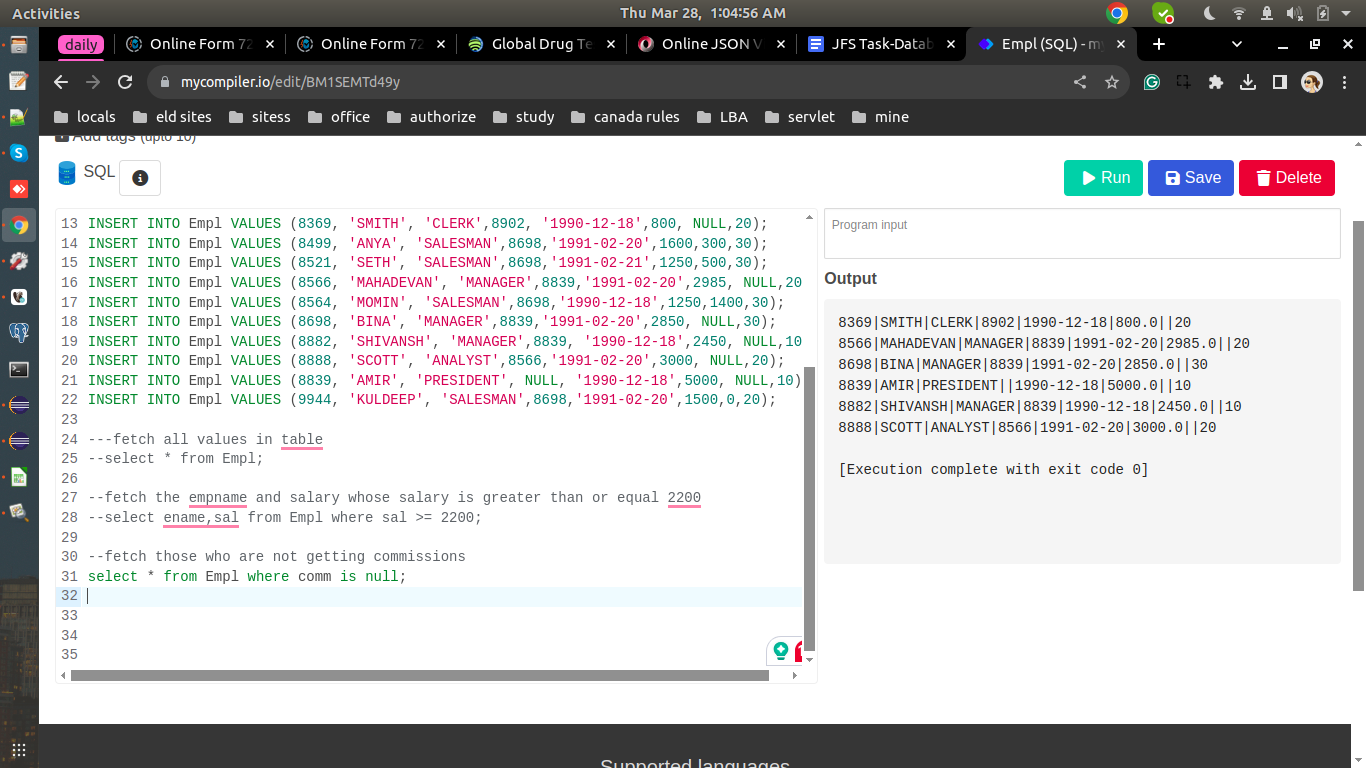 Activities
Thu Mar 28, 1:04:56 AM
daily
Online Form 72
Online Form 72
Global Drug Te
Online JSON V
JFS Task-Datab
Empl (SQL) - my
mycompiler.io/edit/BM1SEMTd49y
locals
eld sites
sitess
office
authorize
study
canada rules
LBA
servlet
mine
Add tags (upto 10)
SQL
Run
Save
Delete
13 INSERT INTO Empl VALUES (8369, 'SMITH', 'CLERK',8902, '1990-12-18',800, NULL,20);
14 INSERT INTO Empl VALUES (8499, 'ANYA', 'SALESMAN',8698,'1991-02-20',1600,300,30);
15 INSERT INTO Empl VALUES (8521, 'SETH', 'SALESMAN',8698,'1991-02-21',1250,500,30);
16 INSERT INTO Empl VALUES (8566, 'MAHADEVAN', 'MANAGER',8839,'1991-02-20',2985, NULL,20
17 INSERT INTO Empl VALUES (8564, 'MOMIN', 'SALESMAN',8698,'1990-12-18',1250,1400,30);
18 INSERT INTO Empl VALUES (8698, 'BINA', 'MANAGER',8839,'1991-02-20',2850, NULL,30);
19 INSERT INTO Empl VALUES (8882, 'SHIVANSH', 'MANAGER',8839, '1990-12-18',2450, NULL,10
20 INSERT INTO Empl VALUES (8888, 'SCOTT', 'ANALYST',8566,'1991-02-20',3000, NULL,20);
21 INSERT INTO Empl VALUES (8839, 'AMIR', 'PRESIDENT', NULL, '1990-12-18',5000, NULL,10)
22 INSERT INTO Empl VALUES (9944, 'KULDEEP', 'SALESMAN',8698,'1991-02-20',1500,0,20);
23
24 ---fetch all values in table
25 --select * from Empl;
26
27 --fetch the empname and salary whose salary is greater than or equal 2200
28 --select ename,sal from Empl where sal >= 2200;
29
30 --fetch those who are not getting commissions
31 select * from Empl where comm is null;
32
33
34
35
Program input
Output
8369|SMITH|CLERK|8902|1990-12-18|800.0||20
8566|MAHADEVAN|MANAGER|8839|1991-02-20|2985.0||20
8698|BINA|MANAGER|8839|1991-02-20|2850.0||30
8839|AMIR|PRESIDENT||1990-12-18|5000.0||10
8882|SHIVANSH|MANAGER|8839|1990-12-18|2450.0||10
8888|SCOTT|ANALYST|8566|1991-02-20|3000.0||20
[Execution complete with exit code 0]
Supported languages